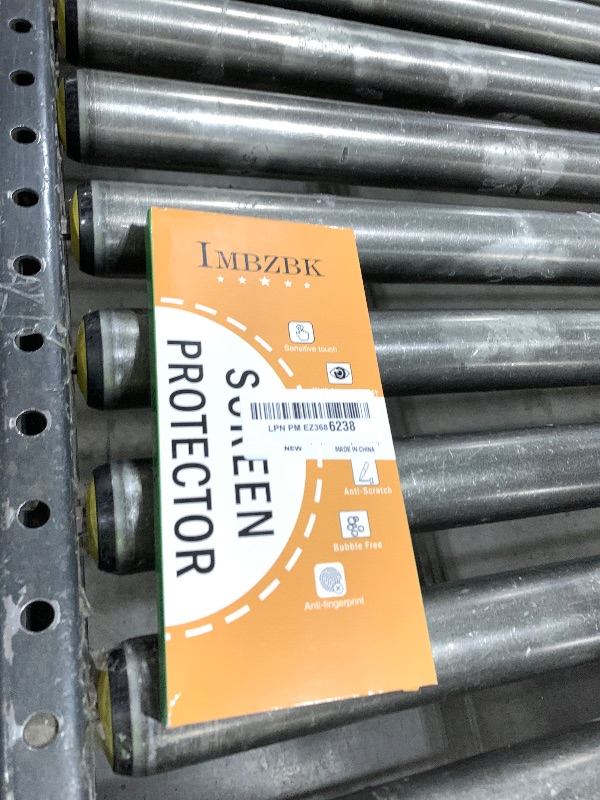 IMBZBK
Sensitive touch
SCREEN
PROTECTOR
LPN PM EZ3686238
NEW
MADE IN CHINA
Anti-Scratch
Bubble Free
Anti-fingerprint